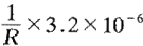 1/R × 3.2 × 10⁻⁶